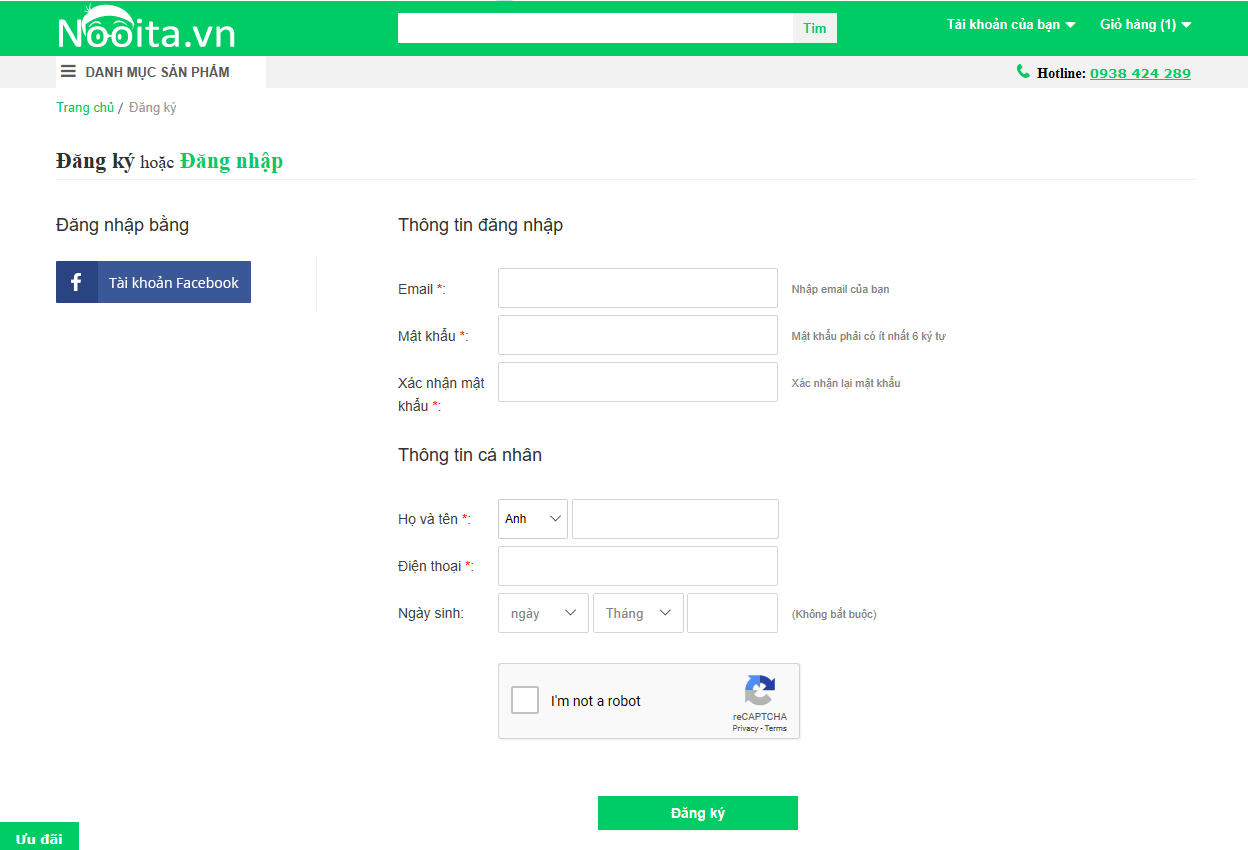 Nooita.vn
Tìm
Tài khoản của bạn
Giỏ hàng (1)
DANH MỤC SẢN PHẨM
Hotline: 0938 424 289
Trang chủ / Đăng ký
Đăng ký hoặc Đăng nhập
Đăng nhập bằng
f Tài khoản Facebook
Thông tin đăng nhập
Email *:
Nhập email của bạn
Mật khẩu *:
Mật khẩu phải có ít nhất 6 ký tự
Xác nhận mật
khẩu *:
Xác nhận lại mật khẩu
Thông tin cá nhân
Họ và tên *:
Anh
Điện thoại *:
Ngày sinh:
ngày
Tháng
(Không bắt buộc)
I'm not a robot
reCAPTCHA
Privacy - Terms
Đăng ký
Ưu đãi